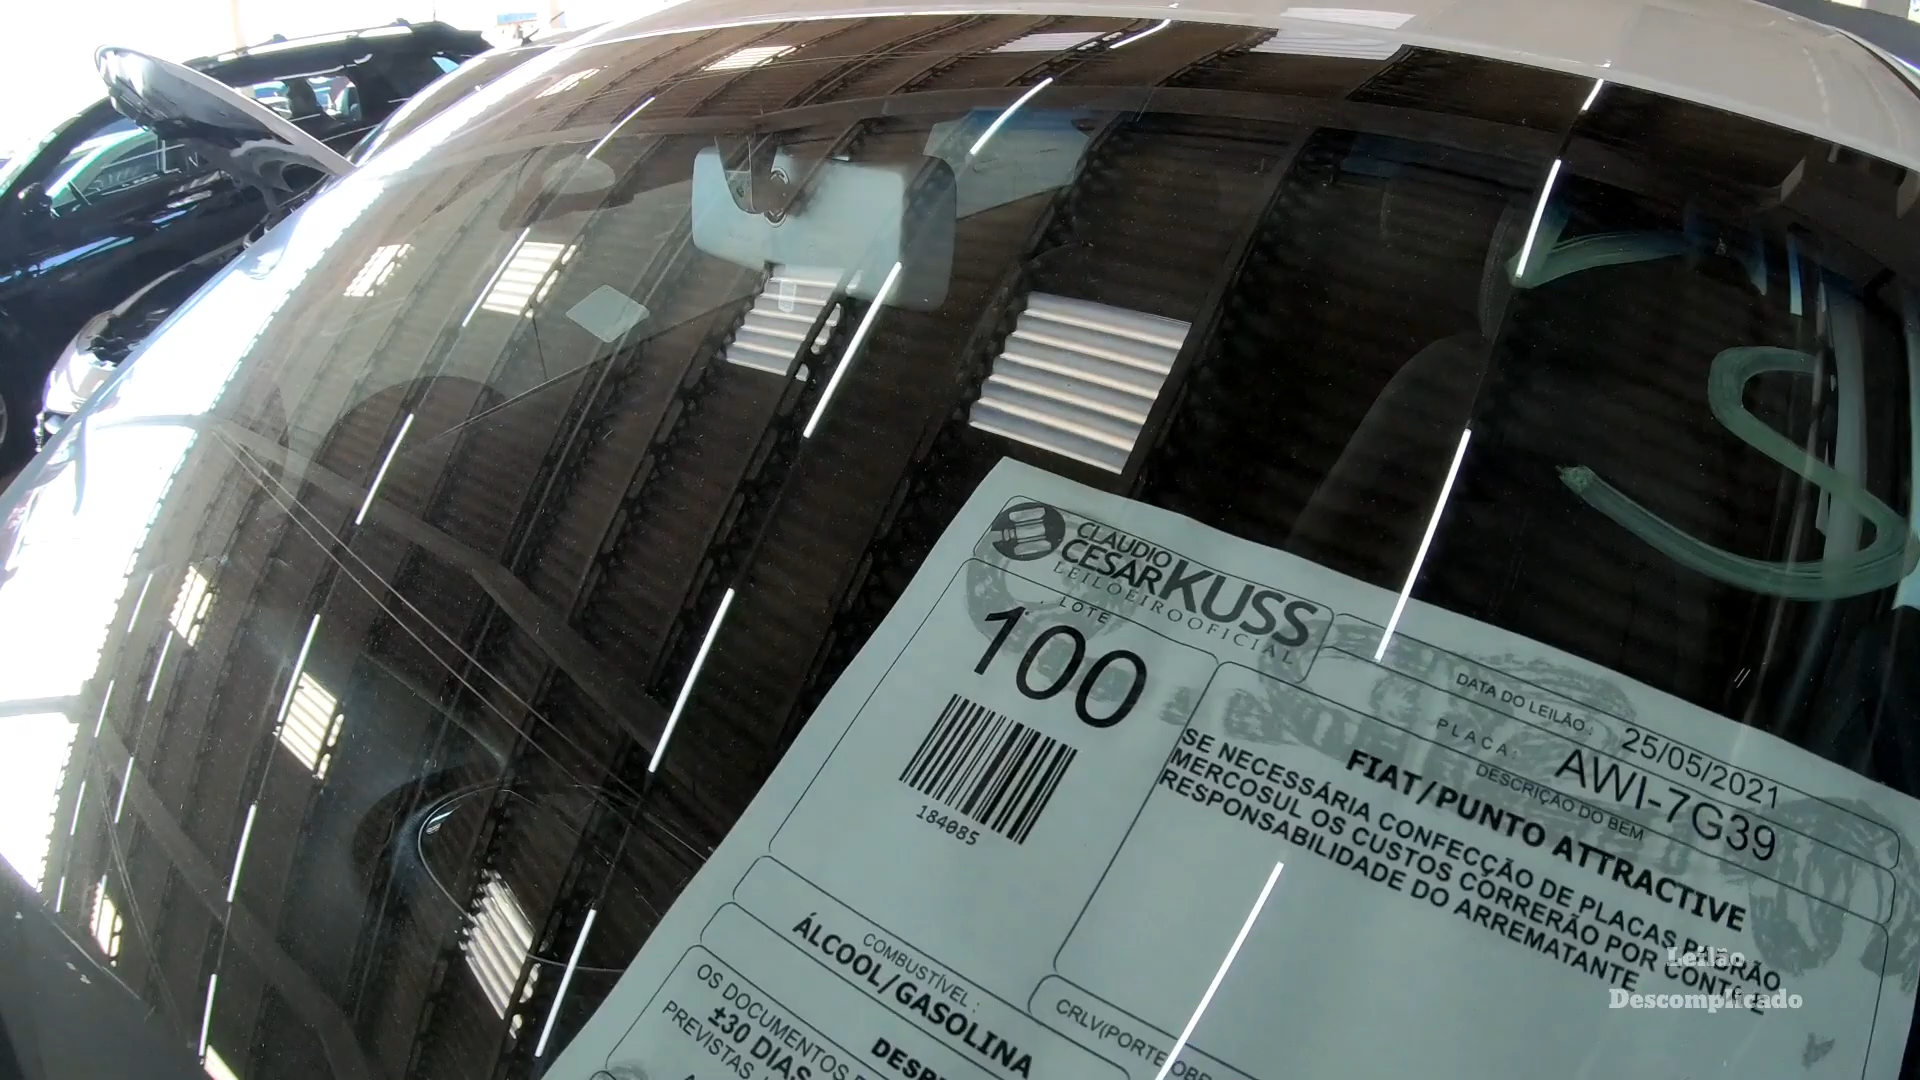 S
CLAUDIO
CESAR KUSS
LEILOEIRO OFICIAL
LOTE
100
184085
DATA DO LEILÃO: 25/05/2021
PLACA: AWI-7G39
DESCRIÇÃO DO BEM
FIAT/PUNTO ATTRACTIVE
SE NECESSÁRIA CONFECÇÃO DE PLACAS PADRÃO
MERCOSUL OS CUSTOS CORRERÃO POR CONTA E
RESPONSABILIDADE DO ARREMATANTE
COMBUSTÍVEL:
ÁLCOOL/GASOLINA
OS DOCUMENTOS
±30 DIAS
PREVISTAS
Leilão
Descomplicado